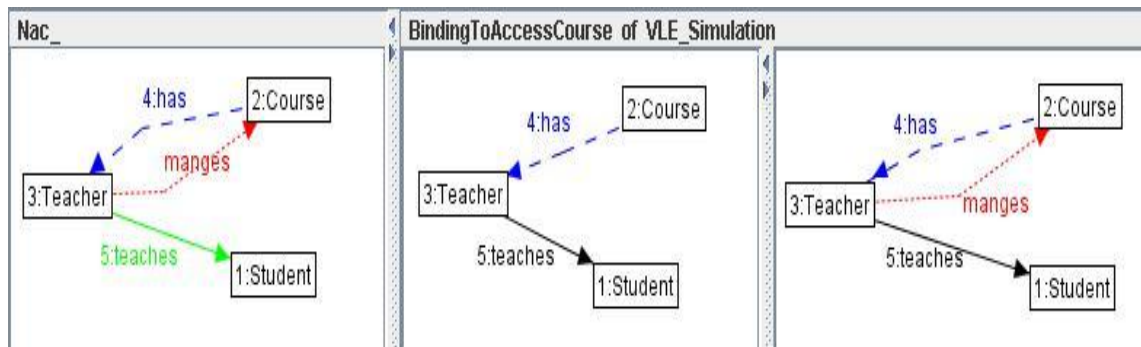 Nac_
BindingToAccessCourse of VLE_Simulation
4:has
2:Course
manges
3:Teacher
5:teaches
1:Student
4:has
2:Course
3:Teacher
5:teaches
1:Student
4:has
2:Course
3:Teacher
manges
5:teaches
1:Student